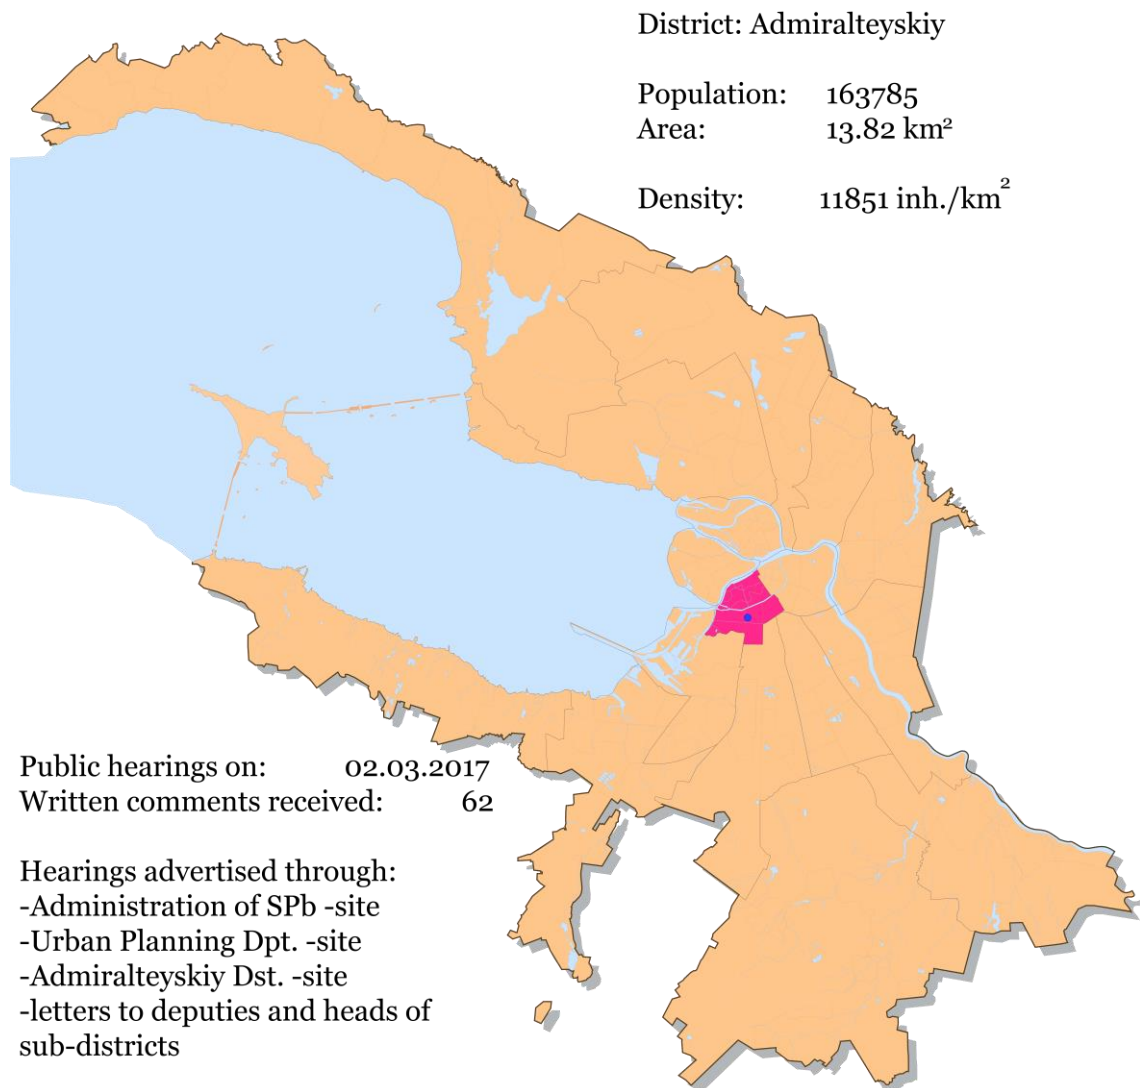 District: Admiralteyskiy
Population: 163785
Area: 13.82 km²
Density: 11851 inh./km²
Public hearings on: 02.03.2017
Written comments received: 62
Hearings advertised through:
-Administration of SPb -site
-Urban Planning Dpt. -site
-Admiralteyskiy Dst. -site
-letters to deputies and heads of
sub-districts